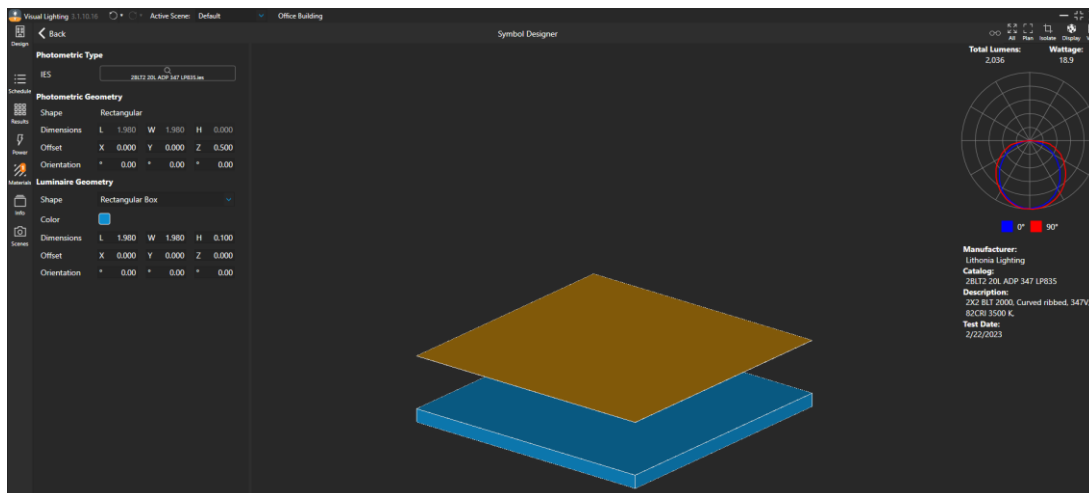 Visual Lighting 3.1.10.16 Active Scene: Default Office Building
Design
Back
Symbol Designer
All Plan Isolate Display
Photometric Type
IES 2BLT2 20L ADP 347 LP835.ies
Schedule
Photometric Geometry
Shape Rectangular
Results
Dimensions L 1.980 W 1.980 H 0.000
Offset X 0.000 Y 0.000 Z 0.500
Power
Orientation ° 0.00 ° 0.00 ° 0.00
Materials
Luminaire Geometry
Shape Rectangular Box
Info
Color
Scenes
Dimensions L 1.980 W 1.980 H 0.100
Offset X 0.000 Y 0.000 Z 0.000
Orientation ° 0.00 ° 0.00 ° 0.00
Total Lumens: Wattage:
2,036 18.9
0° 90°
Manufacturer:
Lithonia Lighting
Catalog:
2BLT2 20L ADP 347 LP835
Description:
2X2 BLT 2000, Curved ribbed, 347V
82CRI 3500 K,
Test Date:
2/22/2023